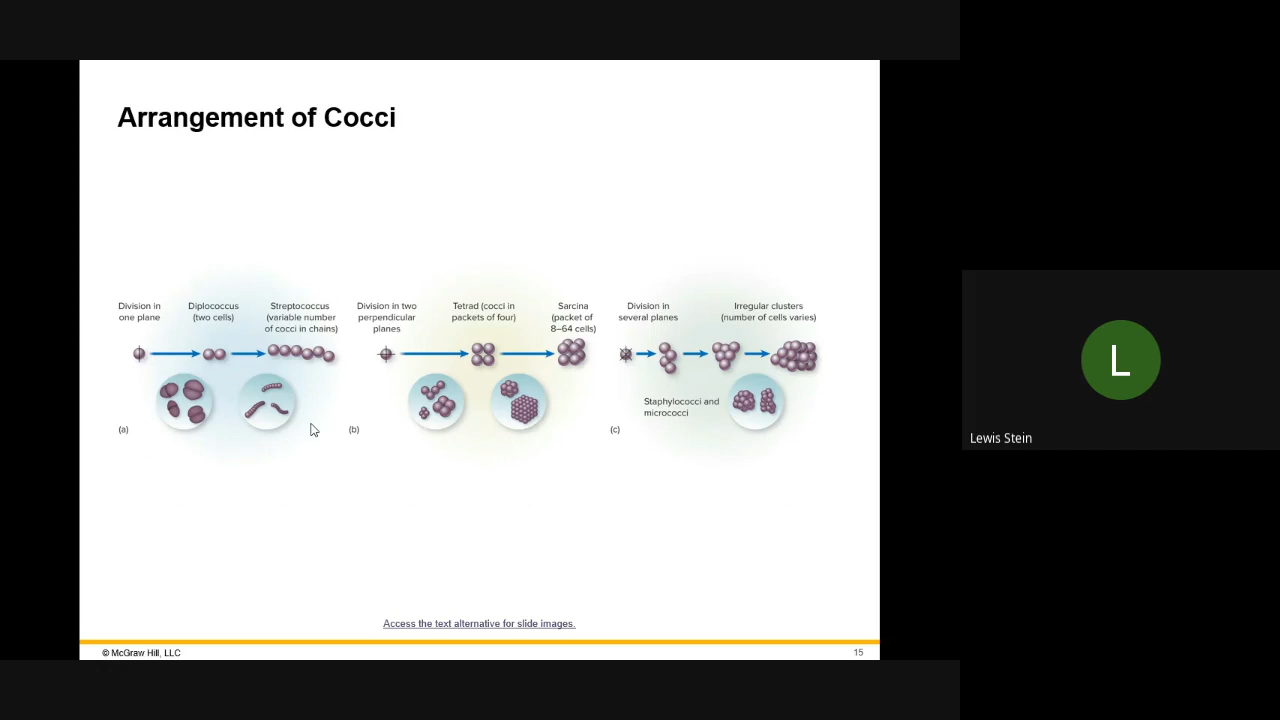 Arrangement of Cocci
Division in
one plane
Diplococcus
(two cells)
Streptococcus
(variable number
of cocci in chains)
Division in two
perpendicular
planes
Tetrad (cocci in
packets of four)
Sarcina
(packet of
8–64 cells)
Division in
several planes
Irregular clusters
(number of cells varies)
Staphylococci and
micrococci
(a)
(b)
(c)
Access the text alternative for slide images.
© McGraw Hill, LLC
15
L
Lewis Stein